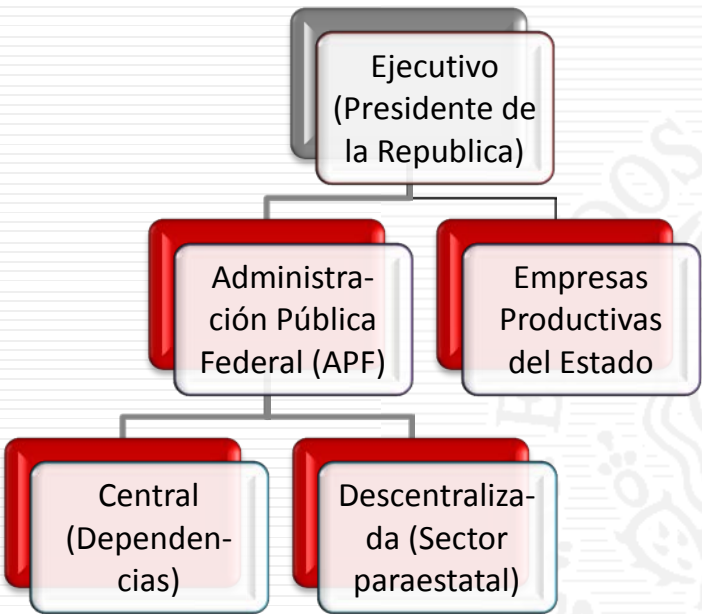 Ejecutivo
(Presidente de
la Republica)
Administra-
ción Pública
Federal (APF)
Empresas
Productivas
del Estado
Central
(Dependen-
cias)
Descentraliza-
da (Sector
paraestatal)